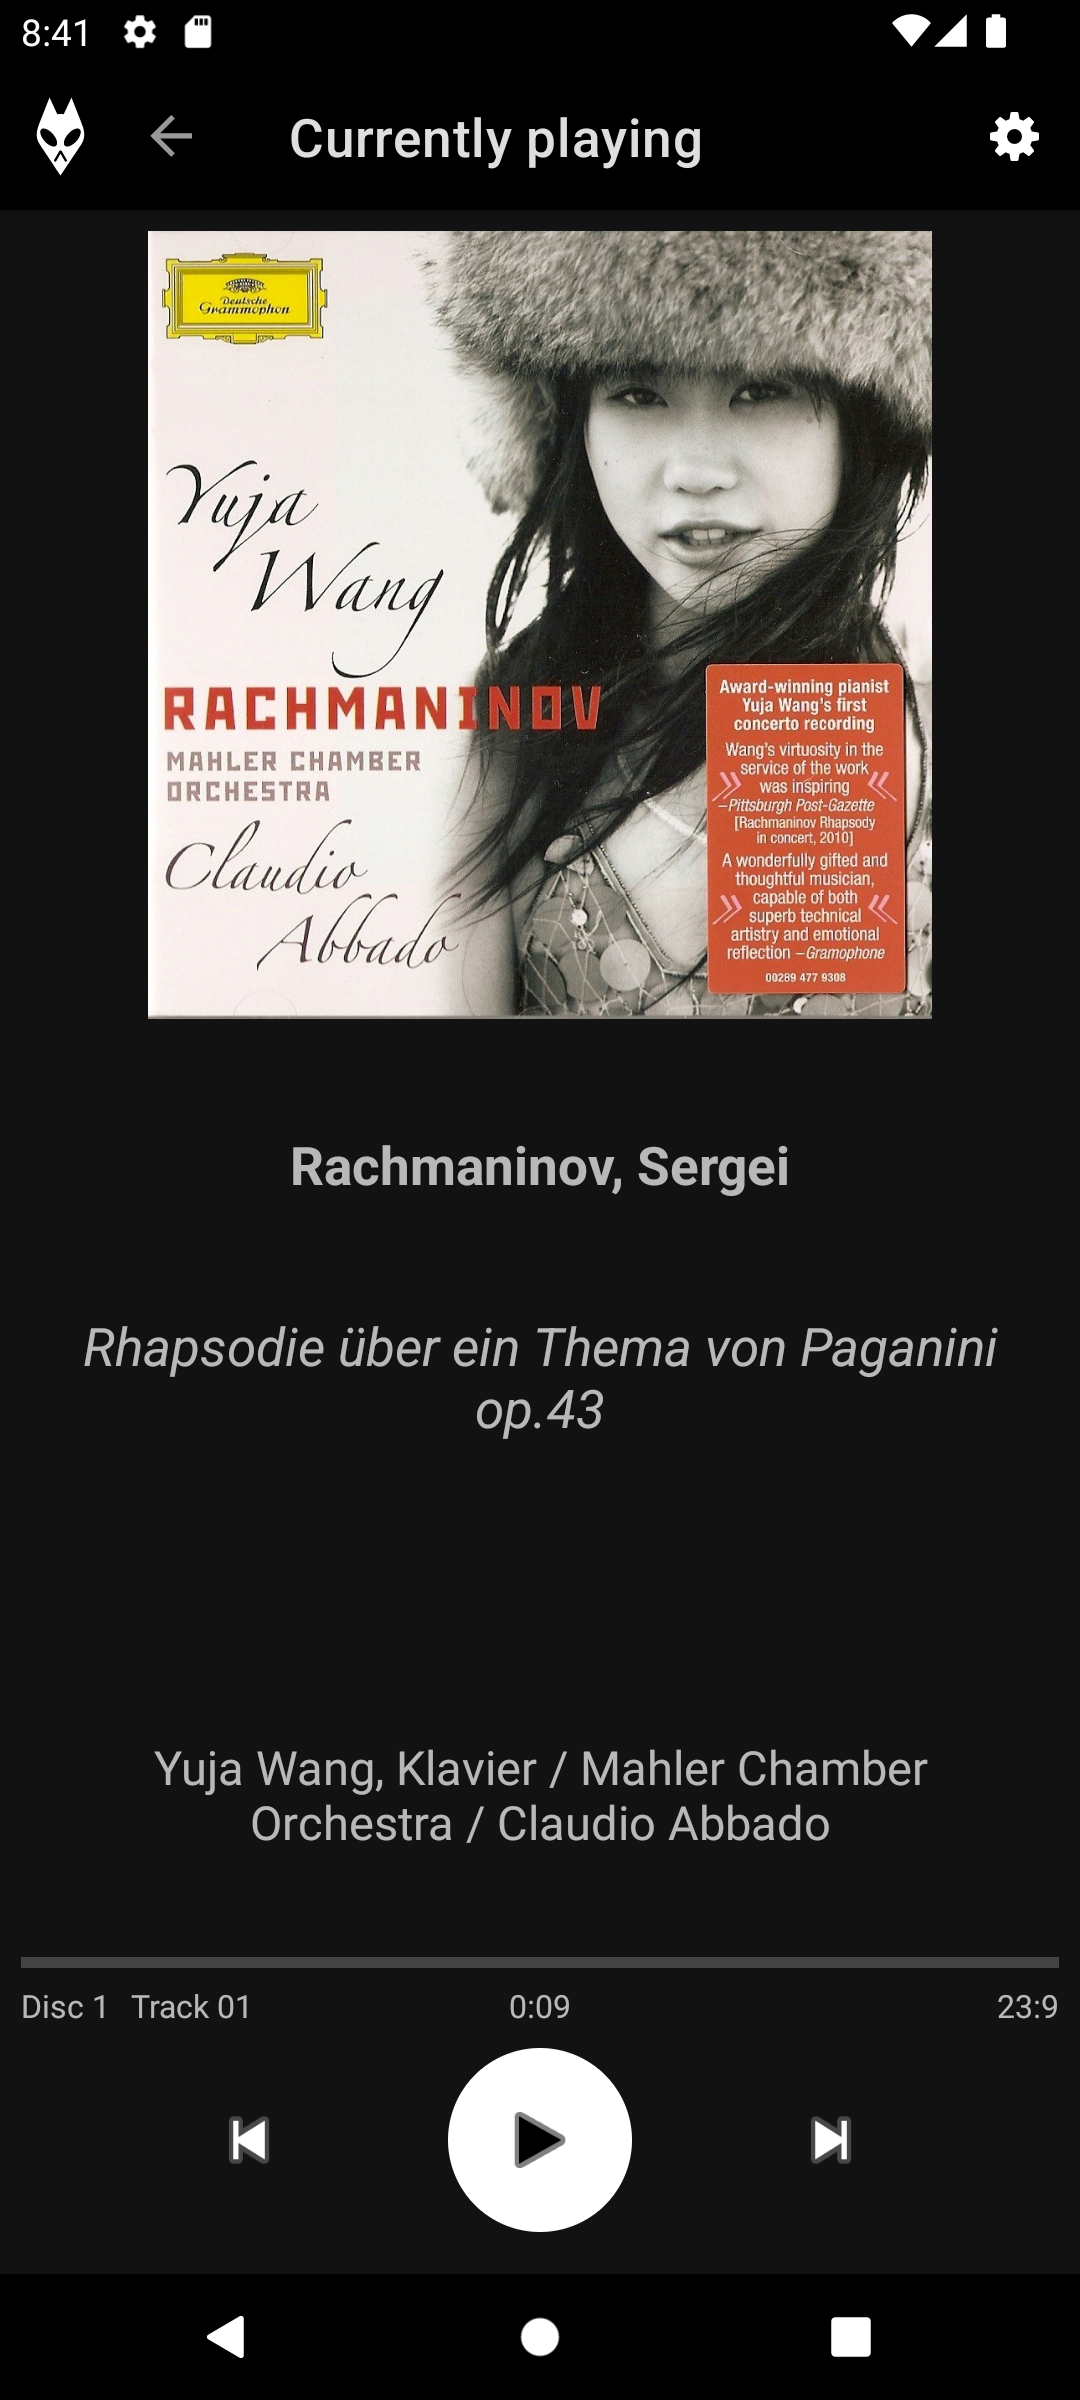 8:41
Currently playing
Deutsche
Grammophon
Yuja
Wang
RACHMANINOV
MAHLER CHAMBER
ORCHESTRA
Claudio
Abbado
Award-winning pianist
Yuja Wang's first
concerto recording
Wang's virtuosity in the
service of the work
was inspiring
–Pittsburgh Post-Gazette
[Rachmaninov Rhapsody
in concert, 2010]
A wonderfully gifted and
thoughtful musician,
capable of both
superb technical
artistry and emotional
reflection –Gramophone
00289 477 9308
Rachmaninov, Sergei
Rhapsodie über ein Thema von Paganini
op.43
Yuja Wang, Klavier / Mahler Chamber
Orchestra / Claudio Abbado
Disc 1 Track 01 0:09 23:9